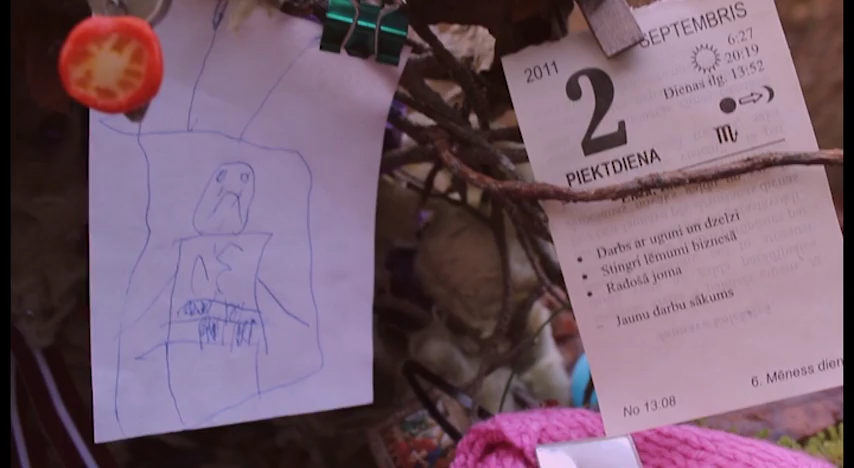 SEPTEMBRIS
2011
2
6:27
20:19
Dienas ilg. 13:52
PIEKTDIENA
• Darbs ar uguni un dzelzi
• Stingri lēmumi biznesā
• Radošā joma
– Jaunu darbu sākums
No 13.08
6. Mēness dien